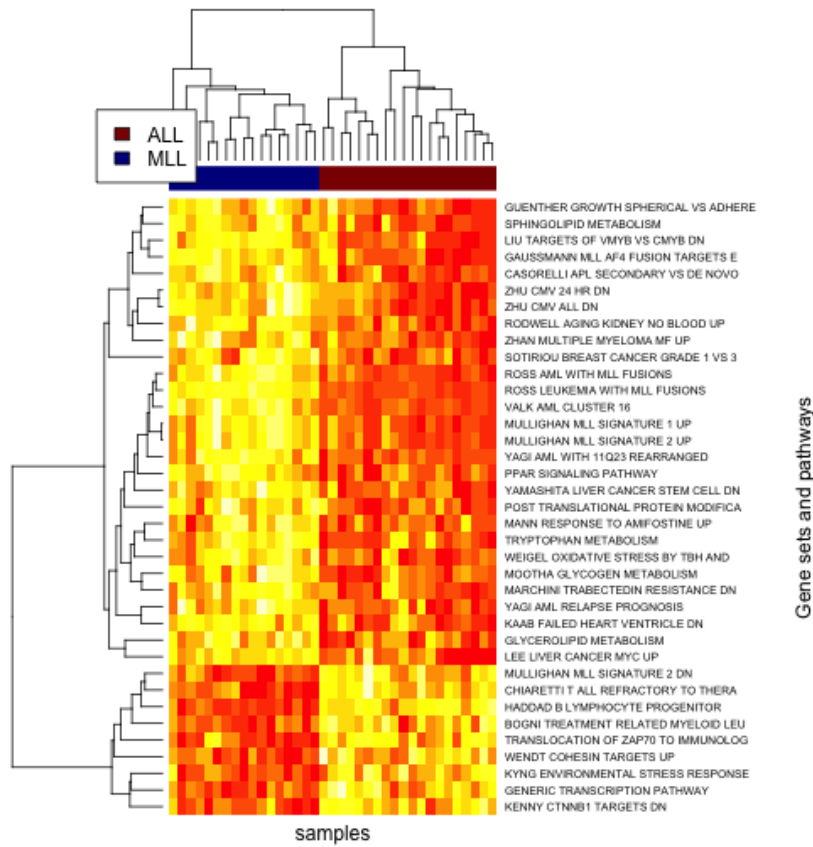 ALL
MLL
GUENTHER GROWTH SPHERICAL VS ADHERE
SPHINGOLIPID METABOLISM
LIU TARGETS OF VMYB VS CMYB DN
GAUSSMANN MLL AF4 FUSION TARGETS E
CASORELLI APL SECONDARY VS DE NOVO
ZHU CMV 24 HR DN
ZHU CMV ALL DN
RODWELL AGING KIDNEY NO BLOOD UP
ZHAN MULTIPLE MYELOMA MF UP
SOTIRIOU BREAST CANCER GRADE 1 VS 3
ROSS AML WITH MLL FUSIONS
ROSS LEUKEMIA WITH MLL FUSIONS
VALK AML CLUSTER 16
MULLIGHAN MLL SIGNATURE 1 UP
MULLIGHAN MLL SIGNATURE 2 UP
YAGI AML WITH 11Q23 REARRANGED
PPAR SIGNALING PATHWAY
YAMASHITA LIVER CANCER STEM CELL DN
POST TRANSLATIONAL PROTEIN MODIFICA
MANN RESPONSE TO AMIFOSTINE UP
TRYPTOPHAN METABOLISM
WEIGEL OXIDATIVE STRESS BY TBH AND
MOOTHA GLYCOGEN METABOLISM
MARCHINI TRABECTEDIN RESISTANCE DN
YAGI AML RELAPSE PROGNOSIS
KAAB FAILED HEART VENTRICLE DN
GLYCEROLIPID METABOLISM
LEE LIVER CANCER MYC UP
MULLIGHAN MLL SIGNATURE 2 DN
CHIARETTI T ALL REFRACTORY TO THERA
HADDAD B LYMPHOCYTE PROGENITOR
BOGNI TREATMENT RELATED MYELOID LEU
TRANSLOCATION OF ZAP70 TO IMMUNOLOG
WENDT COHESIN TARGETS UP
KYNG ENVIRONMENTAL STRESS RESPONSE
GENERIC TRANSCRIPTION PATHWAY
KENNY CTNNB1 TARGETS DN
samples
Gene sets and pathways